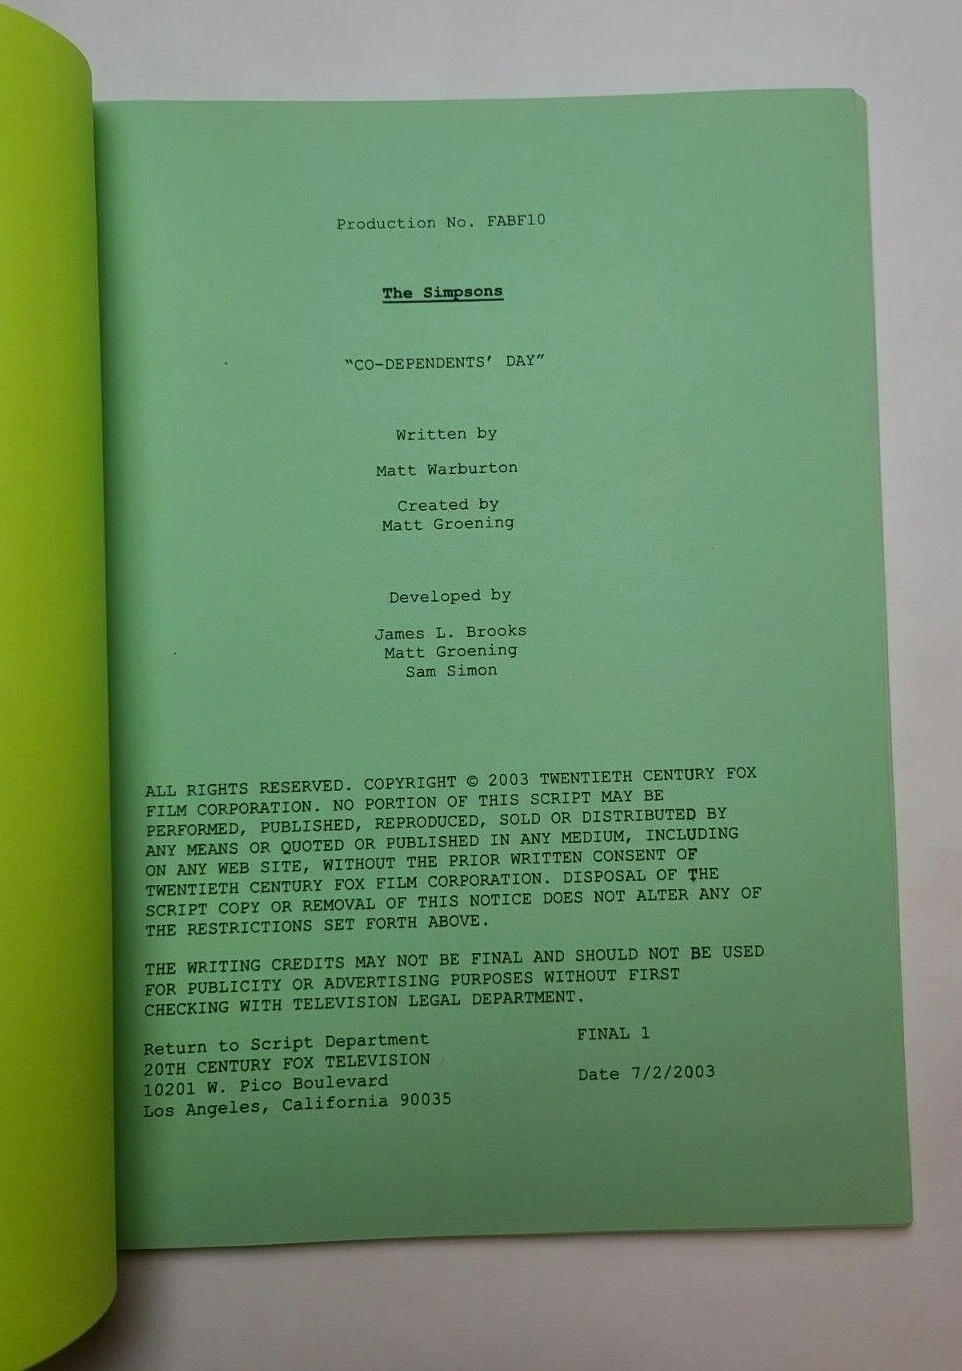 Production No. FABF10
The Simpsons
“CO-DEPENDENTS’ DAY”
Written by
Matt Warburton
Created by
Matt Groening
Developed by
James L. Brooks
Matt Groening
Sam Simon
ALL RIGHTS RESERVED. COPYRIGHT © 2003 TWENTIETH CENTURY FOX
FILM CORPORATION. NO PORTION OF THIS SCRIPT MAY BE
PERFORMED, PUBLISHED, REPRODUCED, SOLD OR DISTRIBUTED BY
ANY MEANS OR QUOTED OR PUBLISHED IN ANY MEDIUM, INCLUDING
ON ANY WEB SITE, WITHOUT THE PRIOR WRITTEN CONSENT OF
TWENTIETH CENTURY FOX FILM CORPORATION. DISPOSAL OF THE
SCRIPT COPY OR REMOVAL OF THIS NOTICE DOES NOT ALTER ANY OF
THE RESTRICTIONS SET FORTH ABOVE.
THE WRITING CREDITS MAY NOT BE FINAL AND SHOULD NOT BE USED
FOR PUBLICITY OR ADVERTISING PURPOSES WITHOUT FIRST
CHECKING WITH TELEVISION LEGAL DEPARTMENT.
Return to Script Department
20TH CENTURY FOX TELEVISION
10201 W. Pico Boulevard
Los Angeles, California 90035
FINAL 1
Date 7/2/2003